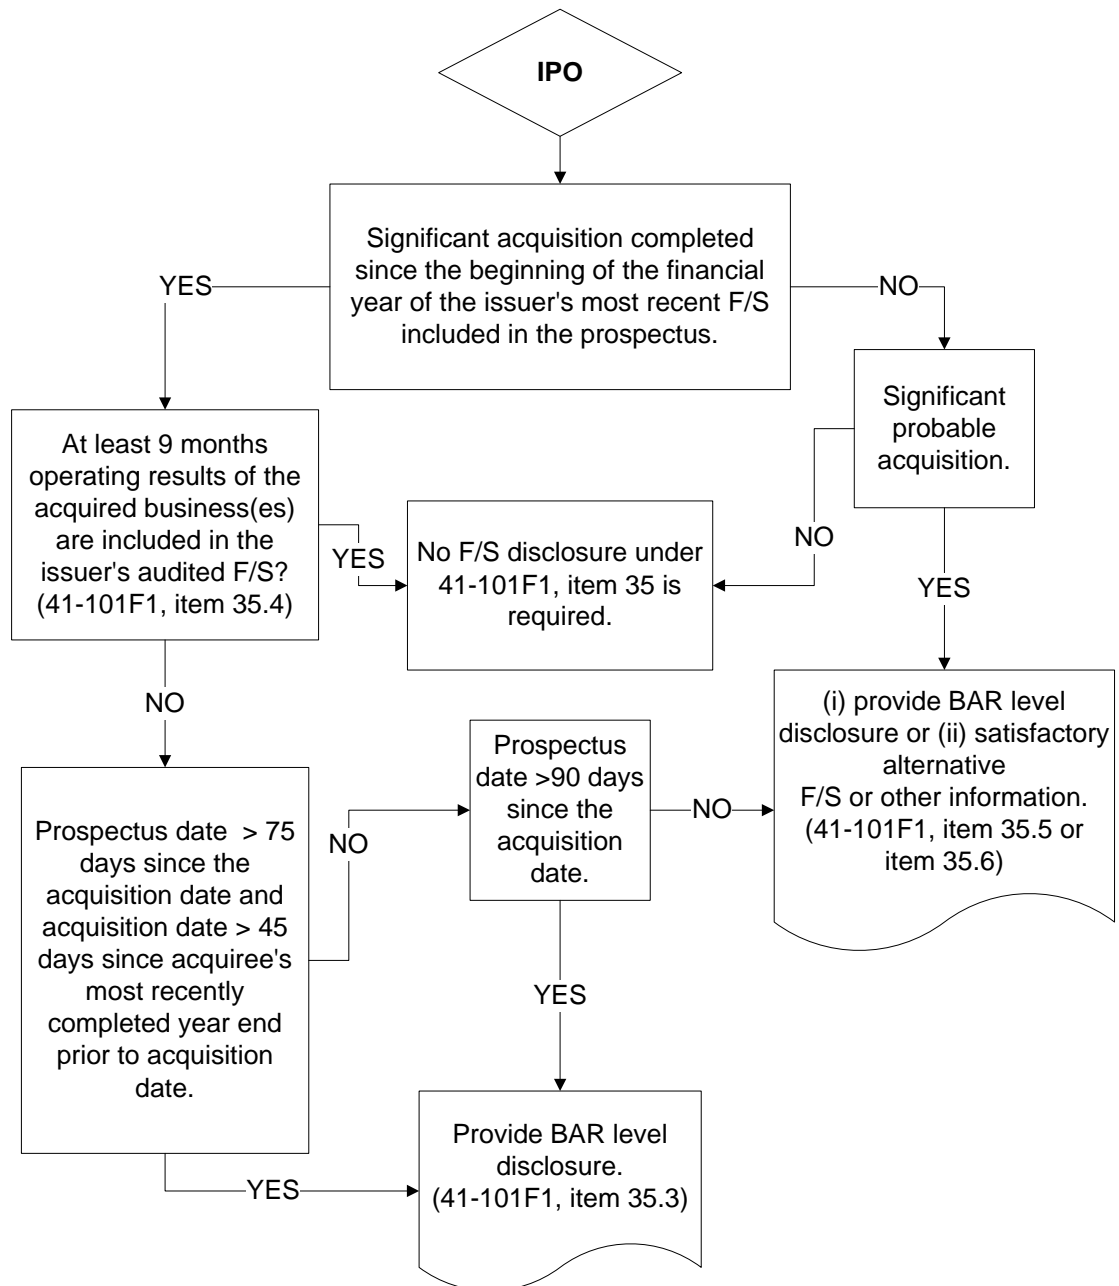 IPO
Significant acquisition completed
since the beginning of the financial
year of the issuer's most recent F/S
included in the prospectus.
YES
NO
Significant
probable
acquisition.
At least 9 months
operating results of the
acquired business(es)
are included in the
issuer's audited F/S?
(41-101F1, item 35.4)
YES
No F/S disclosure under
41-101F1, item 35 is
required.
NO
YES
NO
(i) provide BAR level
disclosure or (ii) satisfactory
alternative
F/S or other information.
(41-101F1, item 35.5 or
item 35.6)
Prospectus
date >90 days
since the
acquisition
date.
NO
Prospectus date > 75
days since the
acquisition date and
acquisition date > 45
days since acquiree's
most recently
completed year end
prior to acquisition
date.
NO
YES
Provide BAR level
disclosure.
(41-101F1, item 35.3)
YES